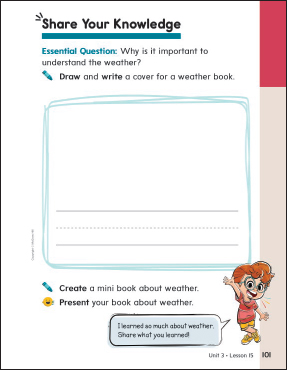 Share Your Knowledge
Essential Question: Why is it important to
understand the weather?
Draw and write a cover for a weather book.
Create a mini book about weather.
Present your book about weather.
I learned so much about weather.
Share what you learned!
Unit 3 • Lesson 15 101